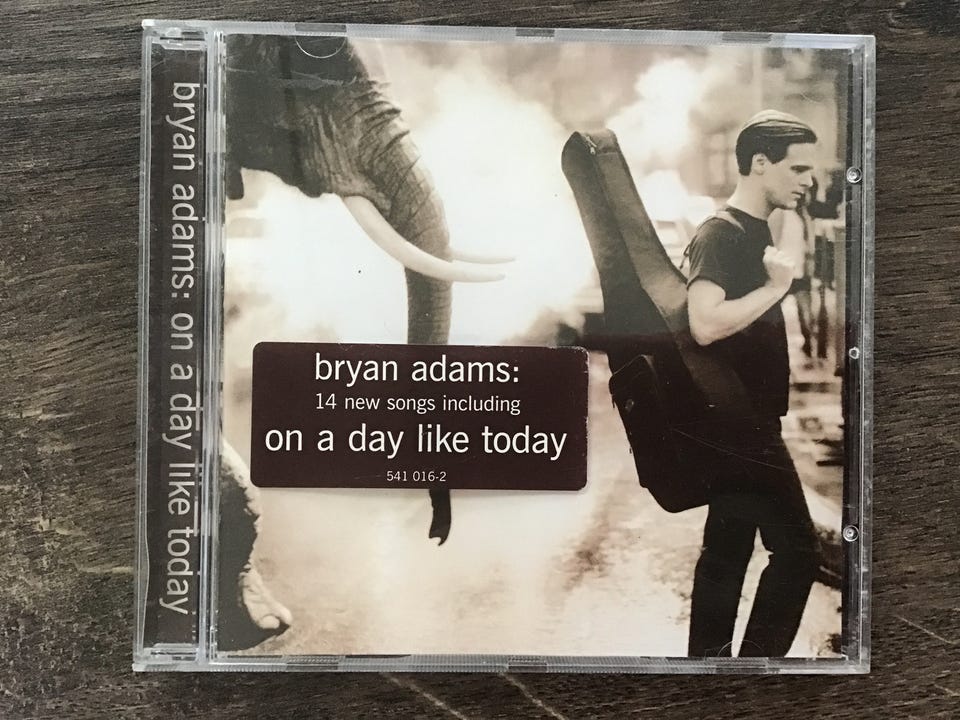 bryan adams: on a day like today
bryan adams:
14 new songs including
on a day like today
541 016-2